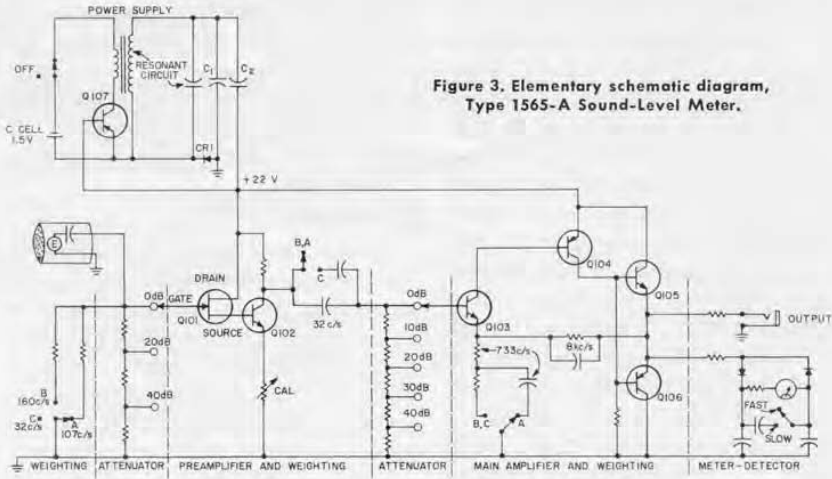 POWER SUPPLY
OFF
RESONANT
CIRCUIT
C1
C2
Q107
C CELL
1.5V
CR1
Figure 3. Elementary schematic diagram,
Type 1565-A Sound-Level Meter.
+22 V
E
B,A
C
DRAIN
0dB
GATE
Q101
SOURCE
Q102
32c/s
0dB
Q103
Q104
Q105
OUTPUT
20dB
10dB
733c/s
8kc/s
20dB
CAL
30dB
Q106
B
160c/s
C
32c/s
A
107c/s
40dB
40dB
B,C
A
FAST
SLOW
WEIGHTING
ATTENUATOR
PREAMPLIFIER AND WEIGHTING
ATTENUATOR
MAIN AMPLIFIER AND WEIGHTING
METER-DETECTOR